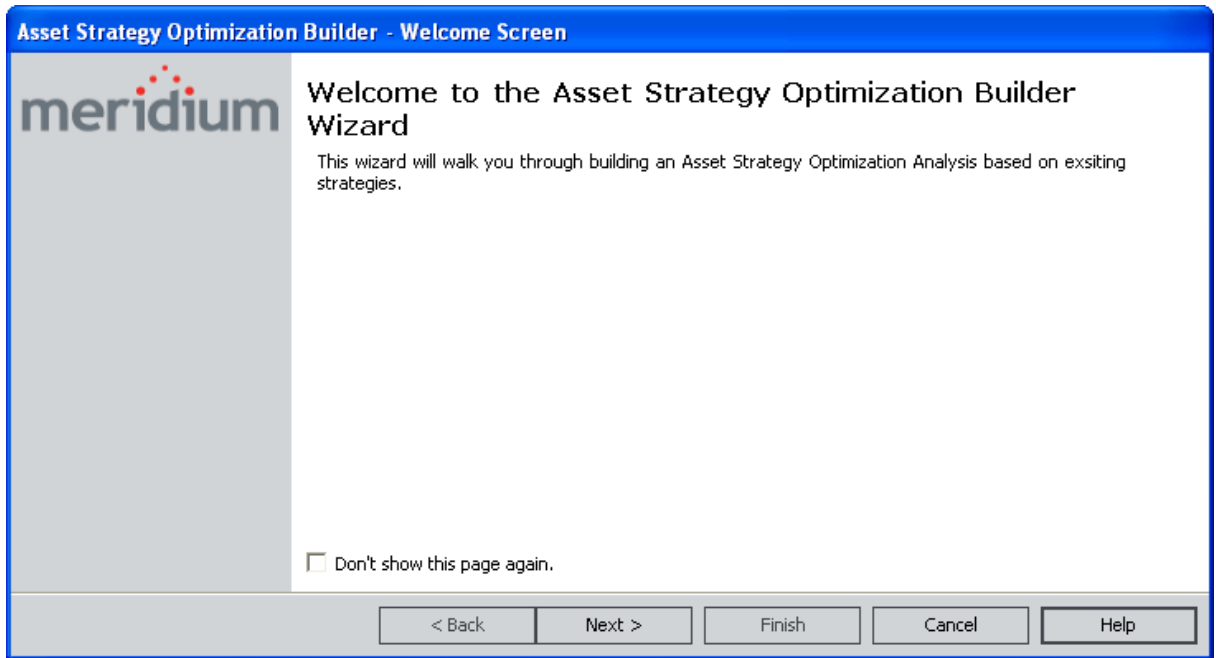 Asset Strategy Optimization Builder - Welcome Screen
meridium
Welcome to the Asset Strategy Optimization Builder
Wizard
This wizard will walk you through building an Asset Strategy Optimization Analysis based on exsiting
strategies.
Don't show this page again.
< Back Next > Finish Cancel Help